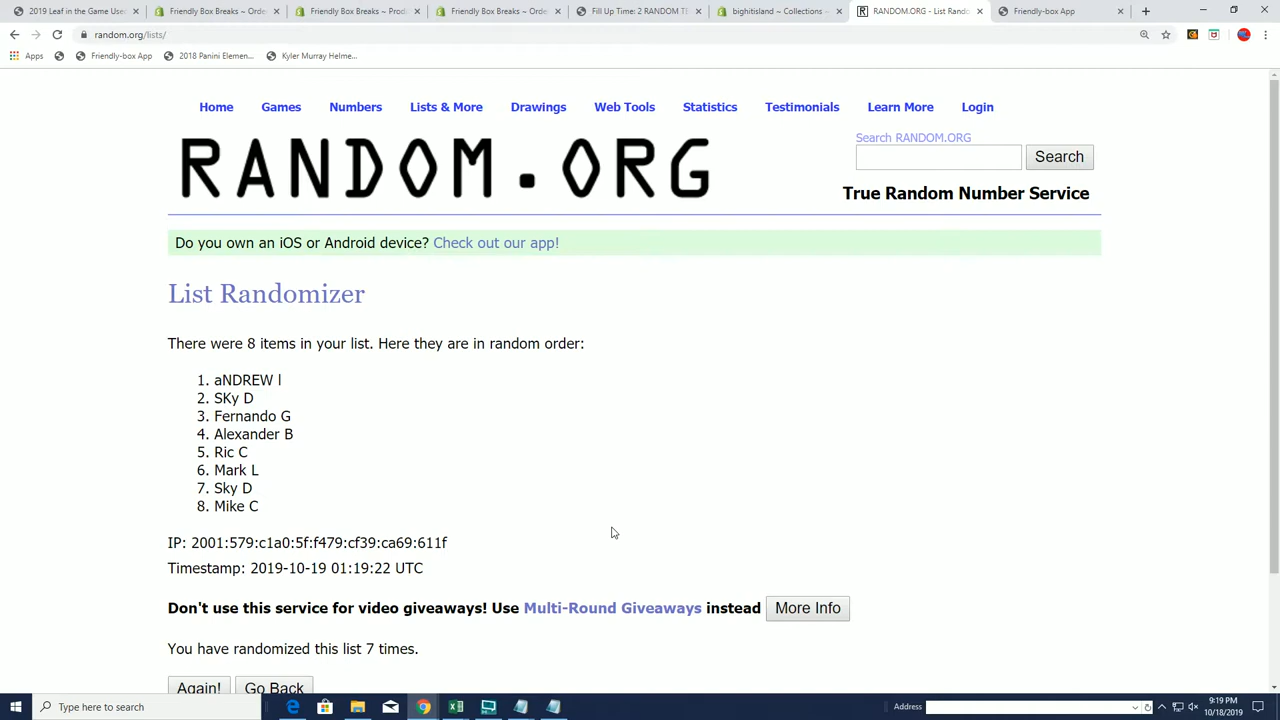 2019 Leaf in the Game Used
Friendly Box Breaks ~ Orders
Friendly Box Breaks ~ Produ
Friendly Box Breaks ~ Orders
Fill Up Time: 2 RANDOM TE
bighitisland ~ Collections ~
RANDOM.ORG - List Rando
Friendly-box App
random.org/lists/
Apps
Friendly-box App
2018 Panini Elemen...
Kyler Murray Helme...
Home Games Numbers Lists & More Drawings Web Tools Statistics Testimonials Learn More Login
RANDOM.ORG
Search RANDOM.ORG
Search
True Random Number Service
Do you own an iOS or Android device? Check out our app!
List Randomizer
There were 8 items in your list. Here they are in random order:
1. aNDREW l
2. SKy D
3. Fernando G
4. Alexander B
5. Ric C
6. Mark L
7. Sky D
8. Mike C
IP: 2001:579:c1a0:5f:f479:cf39:ca69:611f
Timestamp: 2019-10-19 01:19:22 UTC
Don't use this service for video giveaways! Use Multi-Round Giveaways instead More Info
You have randomized this list 7 times.
Again! Go Back
Type here to search
Address
9:19 PM
10/18/2019